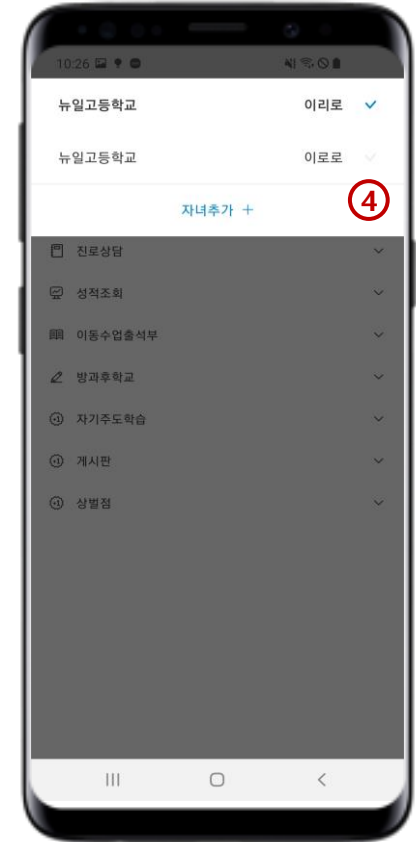 10:26
뉴일고등학교 이리로
뉴일고등학교 이로로
자녀추가 +
④
진로상담
성적조회
이동수업출석부
방과후학교
자기주도학습
게시판
상벌점